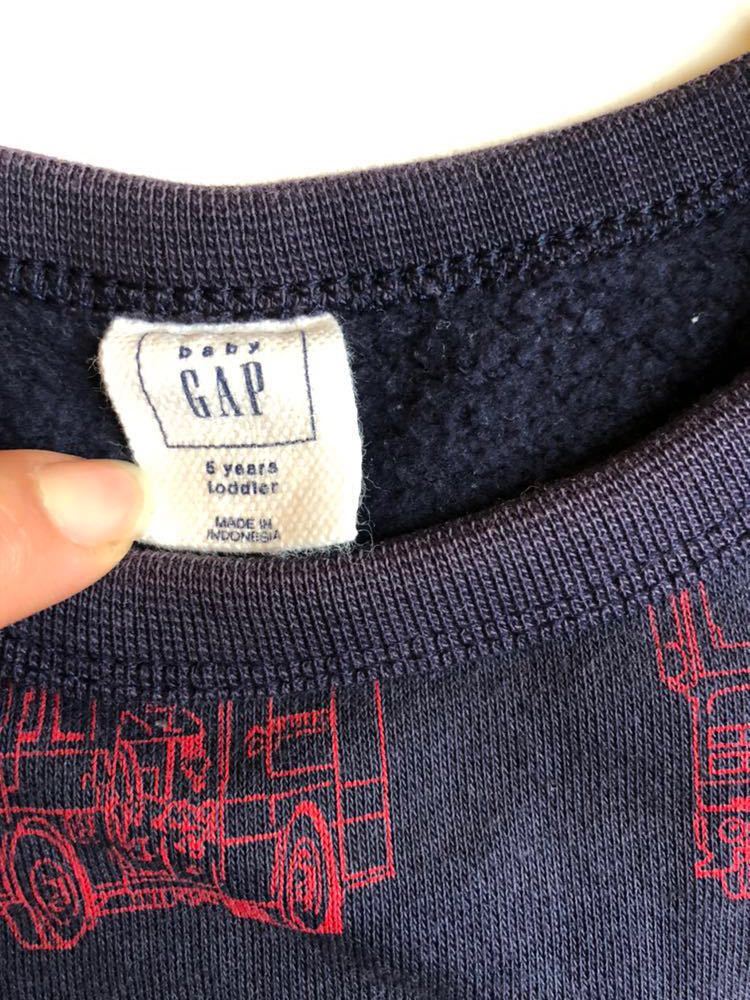 baby
GAP
5 years
toddler
MADE IN
INDONESIA